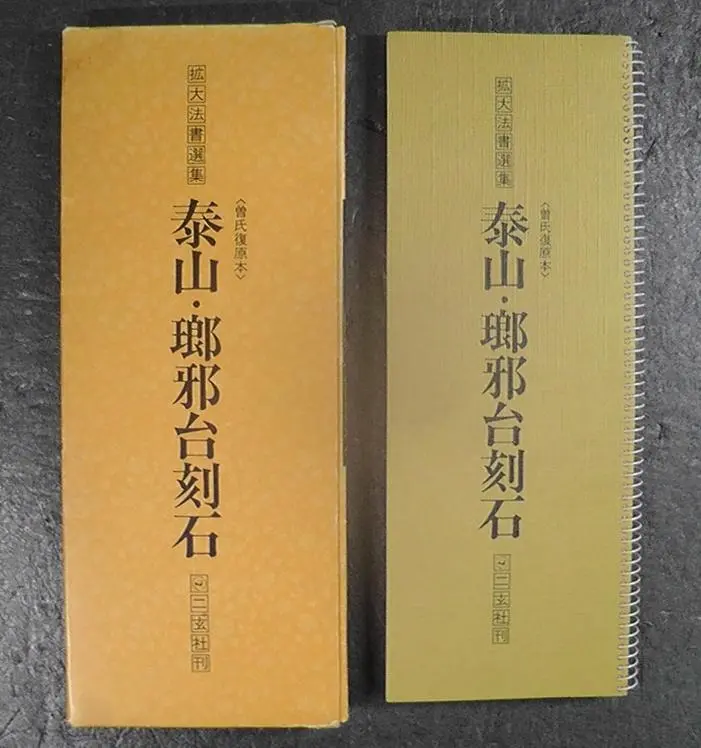 拡大法書選集
〈曽氏復原本〉
泰山・瑯邪台刻石
二玄社刊
拡大法書選集
〈曽氏復原本〉
泰山・瑯邪台刻石
二玄社刊